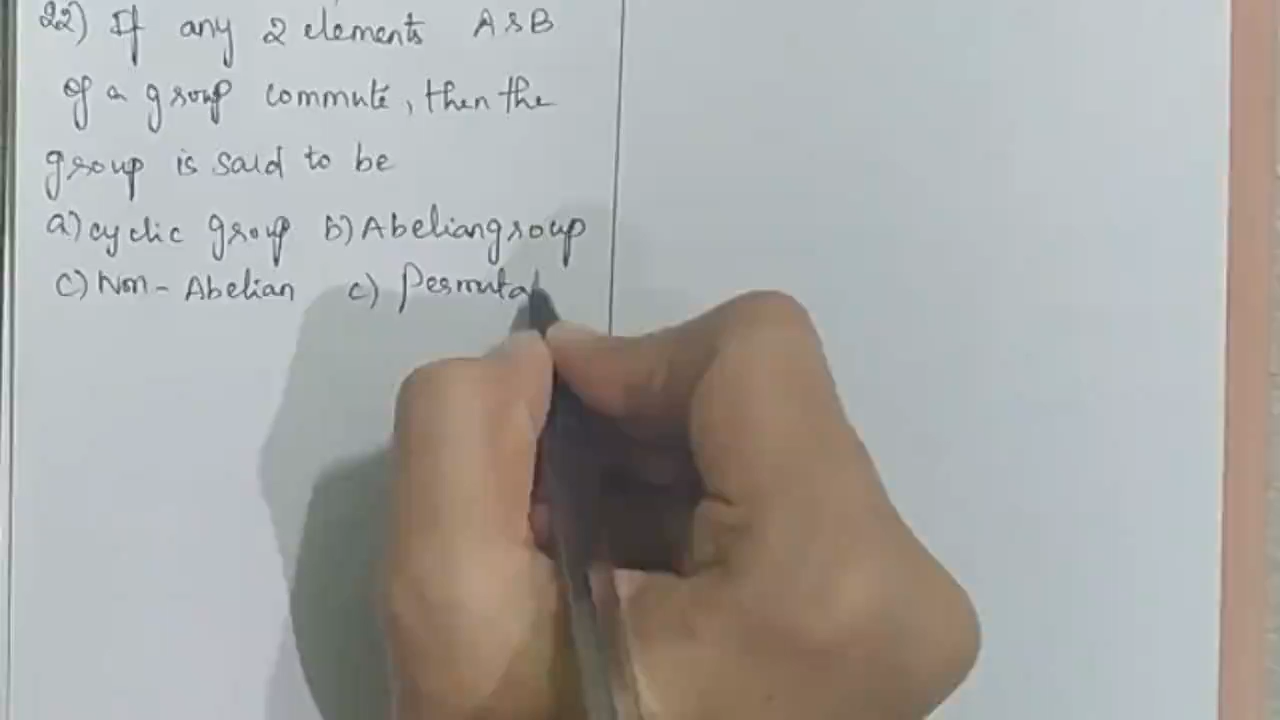 22) If any 2 elements A & B
of a group commute, then the
group is said to be
a) cyclic group b) Abelian group
c) Non-Abelian c) Permuta